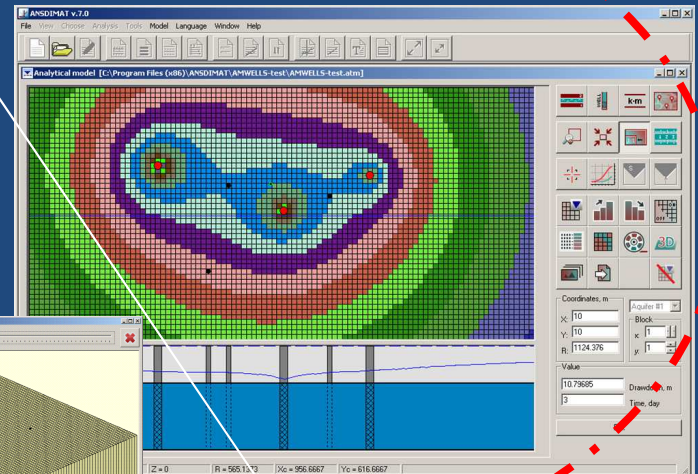 ANSDIMAT v.7.0
File View Choose Analysis Tools Model Language Window Help
Analytical model [C:\Program Files (x86)\ANSDIMAT\AMWELLS-test\AMWELLS-test.atm]
k-m
3D
Coordinates, m
Aquifer #1
X: 10
Block
x 1
Y: 10
y 1
R: 1124.376
Value
10.79685
Drawdown, m
3
Time, day
Z = 0
R = 565.1373
Xc = 956.6667
Yc = 616.6667